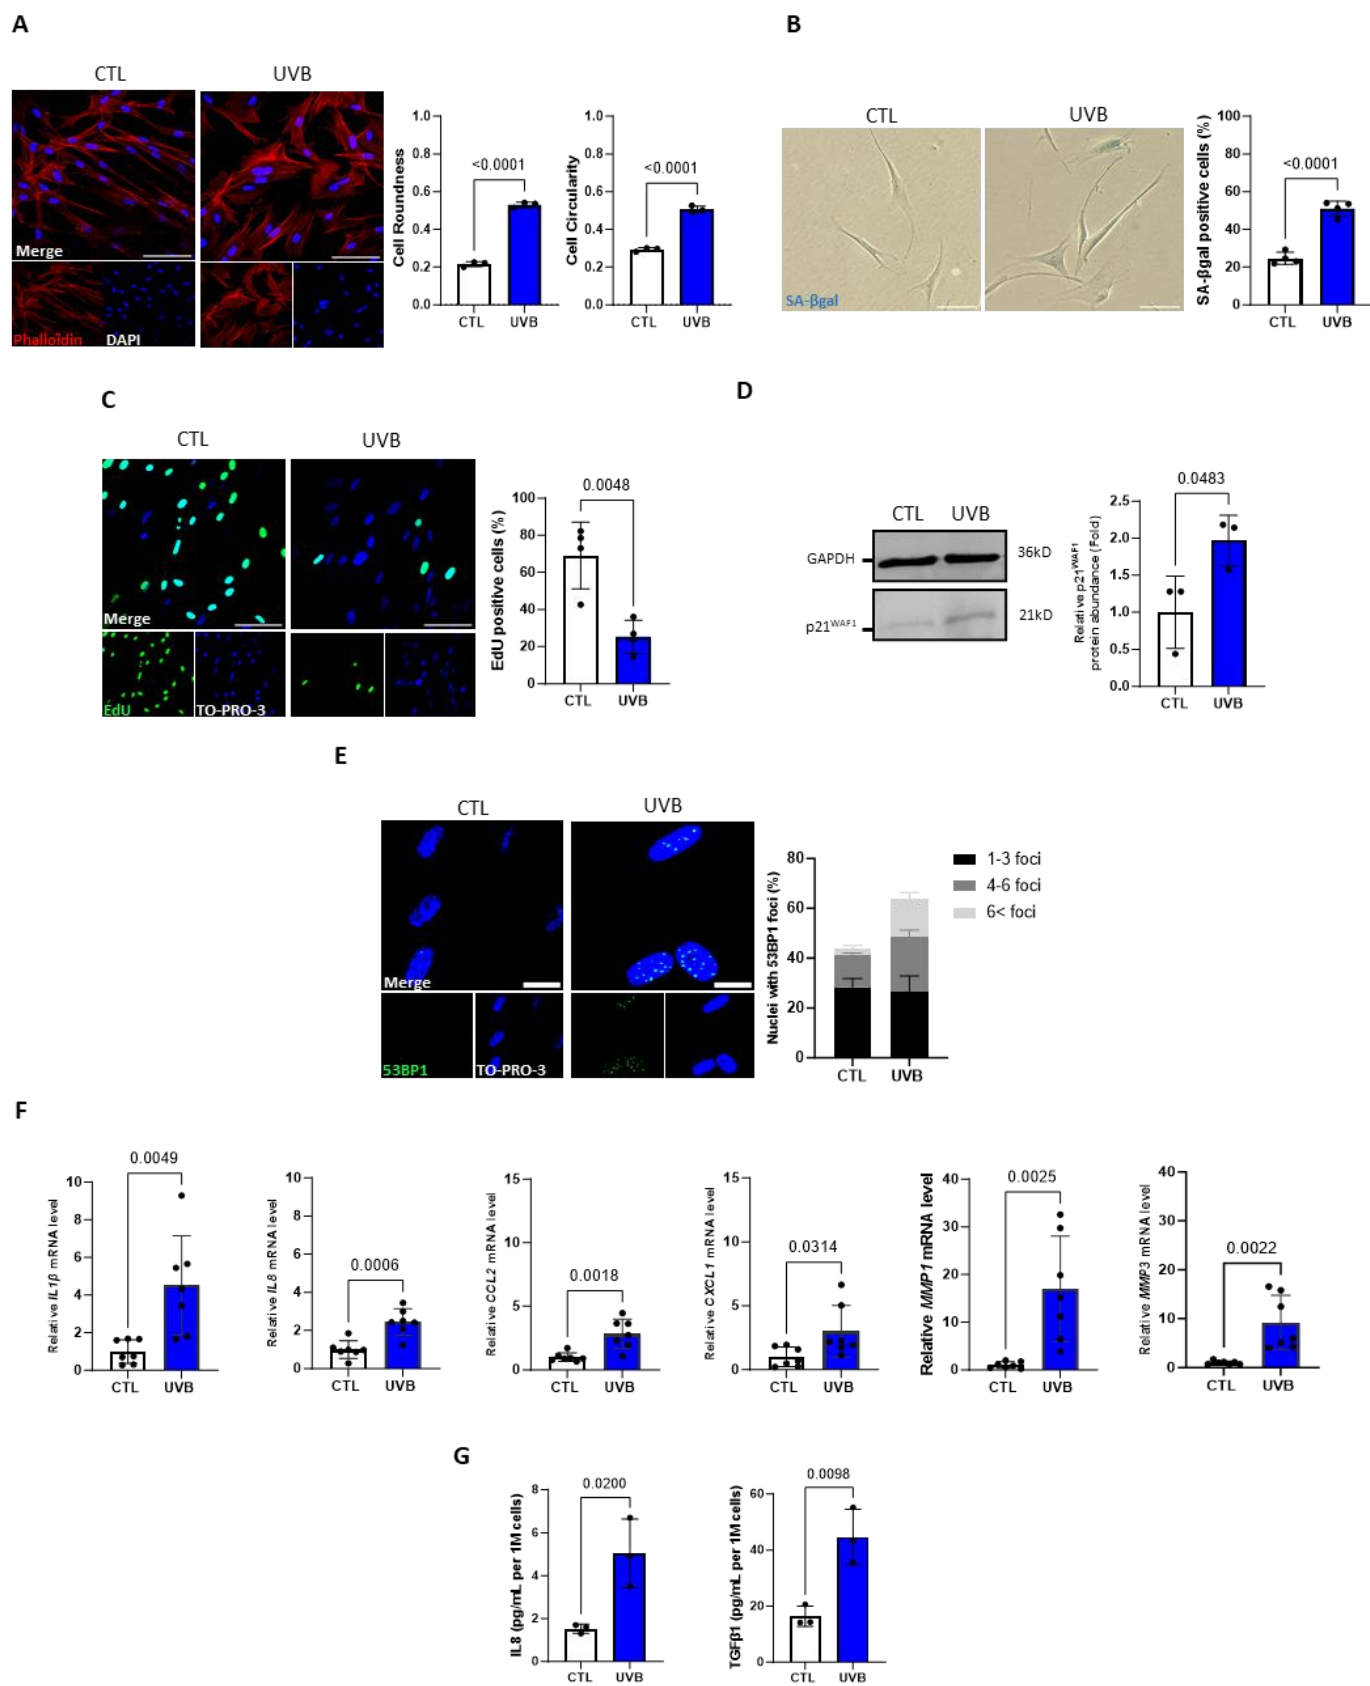 A
B
CTL
UVB
Merge
Phalloidin
DAPI
Cell Roundness
1.0
0.8
0.6
0.4
0.2
0.0
<0.0001
CTL
UVB
Cell Circularity
1.0
0.8
0.6
0.4
0.2
0.0
<0.0001
CTL
UVB
CTL
UVB
SA-βgal
SA-βgal positive cells (%)
100
80
60
40
20
0
<0.0001
CTL
UVB
C
CTL
UVB
Merge
EdU
TO-PRO-3
EdU positive cells (%)
100
80
60
40
20
0
0.0048
CTL
UVB
D
CTL
UVB
GAPDH
36kD
p21WAF1
21kD
Relative p21WAF1
protein abundance (Fold)
2.5
2.0
1.5
1.0
0.5
0.0
0.0483
CTL
UVB
E
CTL
UVB
Merge
53BP1
TO-PRO-3
Nuclei with 53BP1 foci (%)
80
60
40
20
0
CTL
UVB
1-3 foci
4-6 foci
6< foci
F
Relative IL1β mRNA level
10
8
6
4
2
0
0.0049
CTL
UVB
Relative IL8 mRNA level
10
8
6
4
2
0
0.0006
CTL
UVB
Relative CCL2 mRNA level
15
10
5
0
0.0018
CTL
UVB
Relative CXCL1 mRNA level
15
10
5
0
0.0314
CTL
UVB
Relative MMP1 mRNA level
40
30
20
10
0
0.0025
CTL
UVB
Relative MMP3 mRNA level
40
30
20
10
0
0.0022
CTL
UVB
G
IL8 (pg/mL per 1M cells)
8
6
4
2
0
0.0200
CTL
UVB
TGFβ1 (pg/mL per 1M cells)
60
40
20
0
0.0098
CTL
UVB